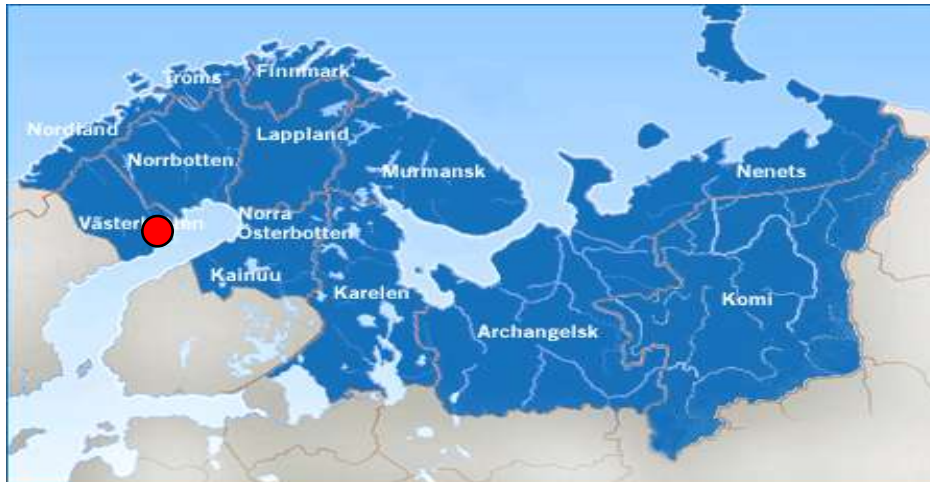 Finnmark
Troms
Nordland
Lappland
Norrbotten
Murmansk
Nenets
Norra
Österbotten
Kainuu
Karelen
Komi
Archangelsk